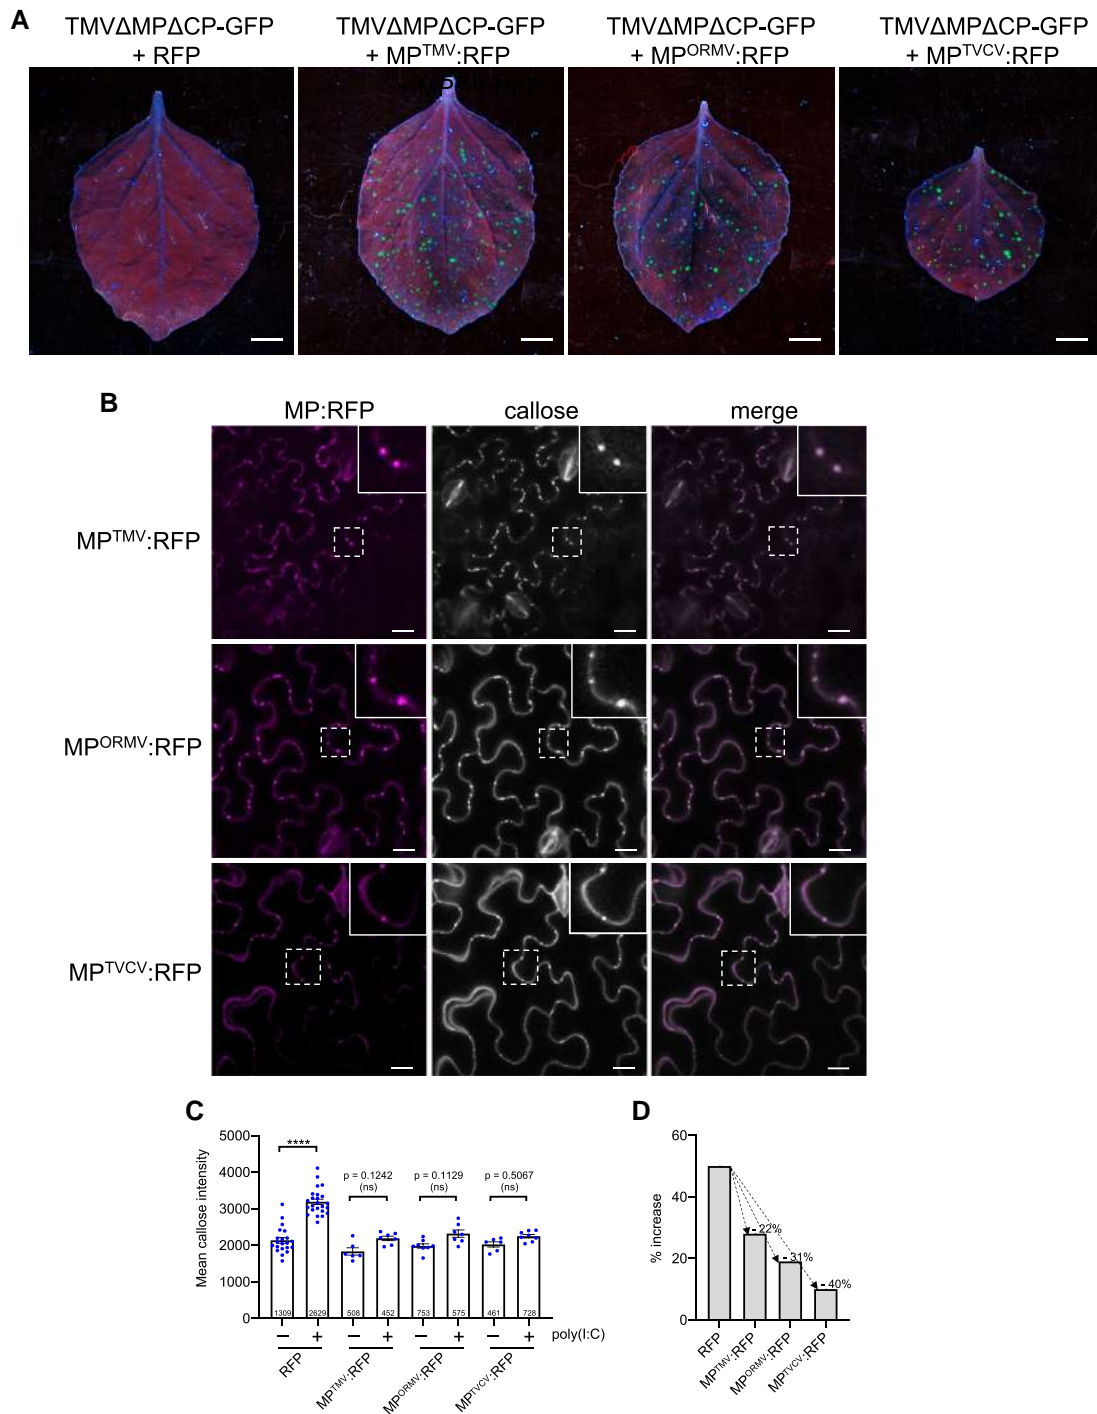 A
TMVΔMPΔCP-GFP
+ RFP
TMVΔMPΔCP-GFP
+ MPTMV:RFP
TMVΔMPΔCP-GFP
+ MPORMV:RFP
TMVΔMPΔCP-GFP
+ MPTVCV:RFP
B
MP:RFP callose merge
MPTMV:RFP
MPORMV:RFP
MPTVCV:RFP
C
Mean callose intensity
5000
4000
3000
2000
1000
0
****
p = 0.1242
(ns)
p = 0.1129
(ns)
p = 0.5067
(ns)
1309 2629 508 452 753 575 461 728
– + – + – + – + poly(I:C)
RFP
MPTMV:RFP
MPORMV:RFP
MPTVCV:RFP
D
% increase
60
40
20
0
- 22%
- 31%
- 40%
RFP
MPTMV:RFP
MPORMV:RFP
MPTVCV:RFP